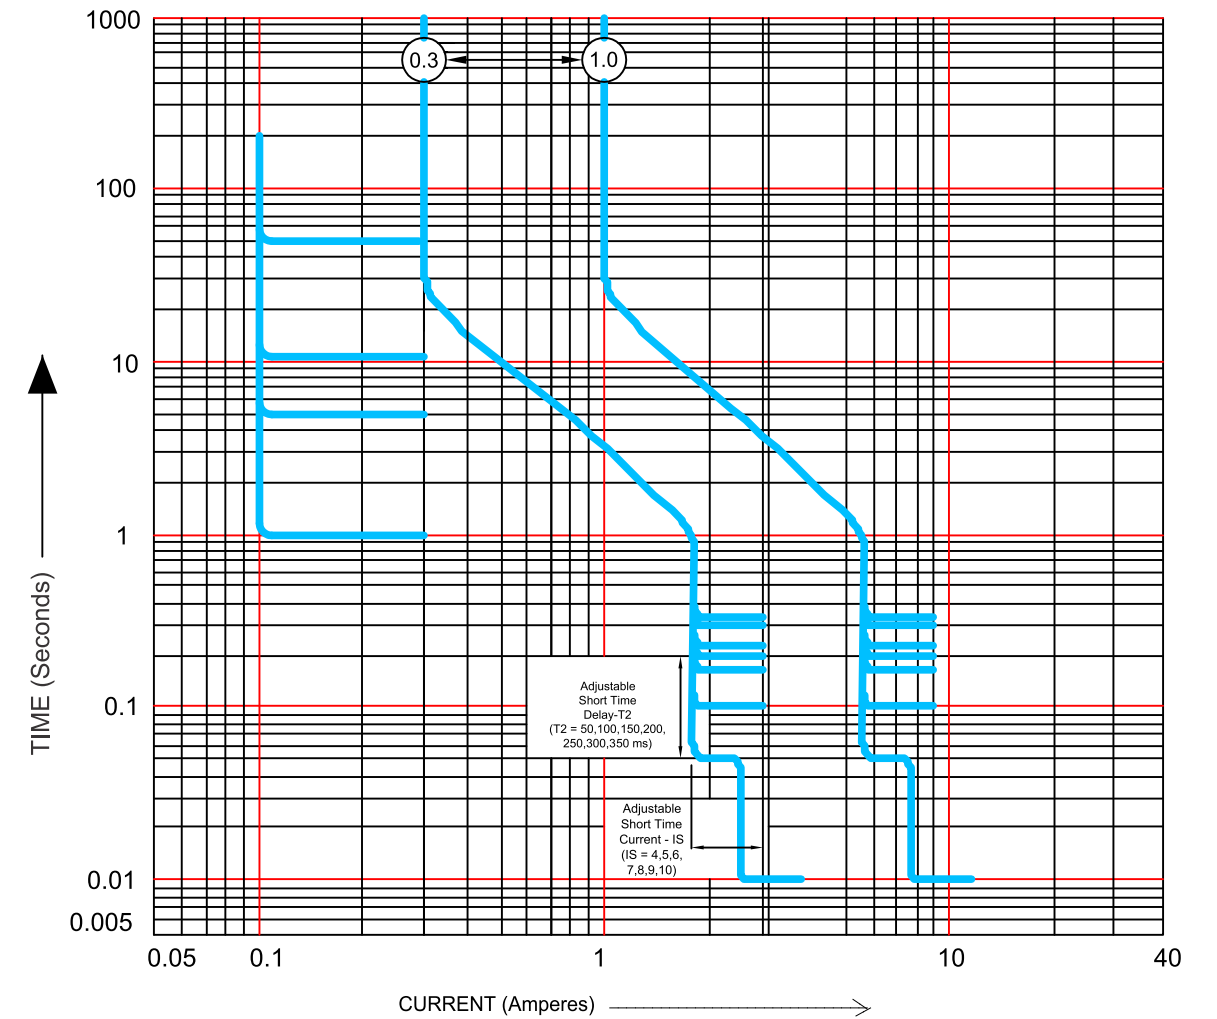 1000
0.3
1.0
100
10
1
0.1
0.01
0.005
TIME (Seconds)
Adjustable
Short Time
Delay-T2
(T2 = 50,100,150,200,
250,300,350 ms)
Adjustable
Short Time
Current - IS
(IS = 4,5,6,
7,8,9,10)
0.05
0.1
1
10
40
CURRENT (Amperes)